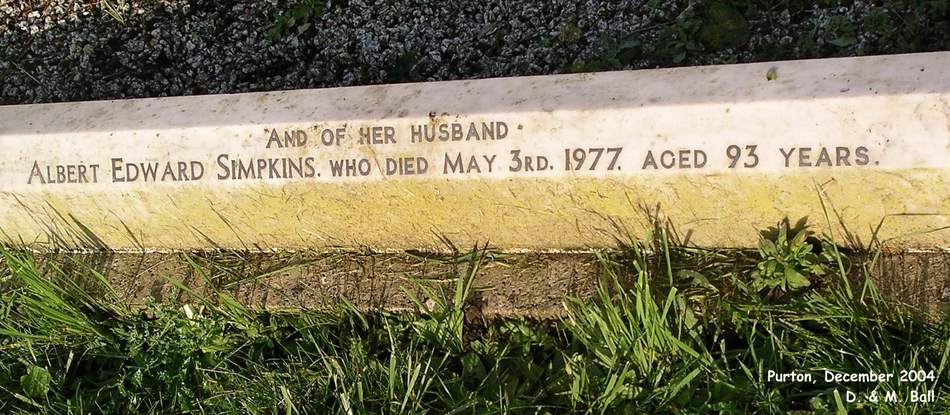 And of her husband
Albert Edward Simpkins. who died May 3rd. 1977, aged 93 years.
Purton, December 2004
D. & M. Ball